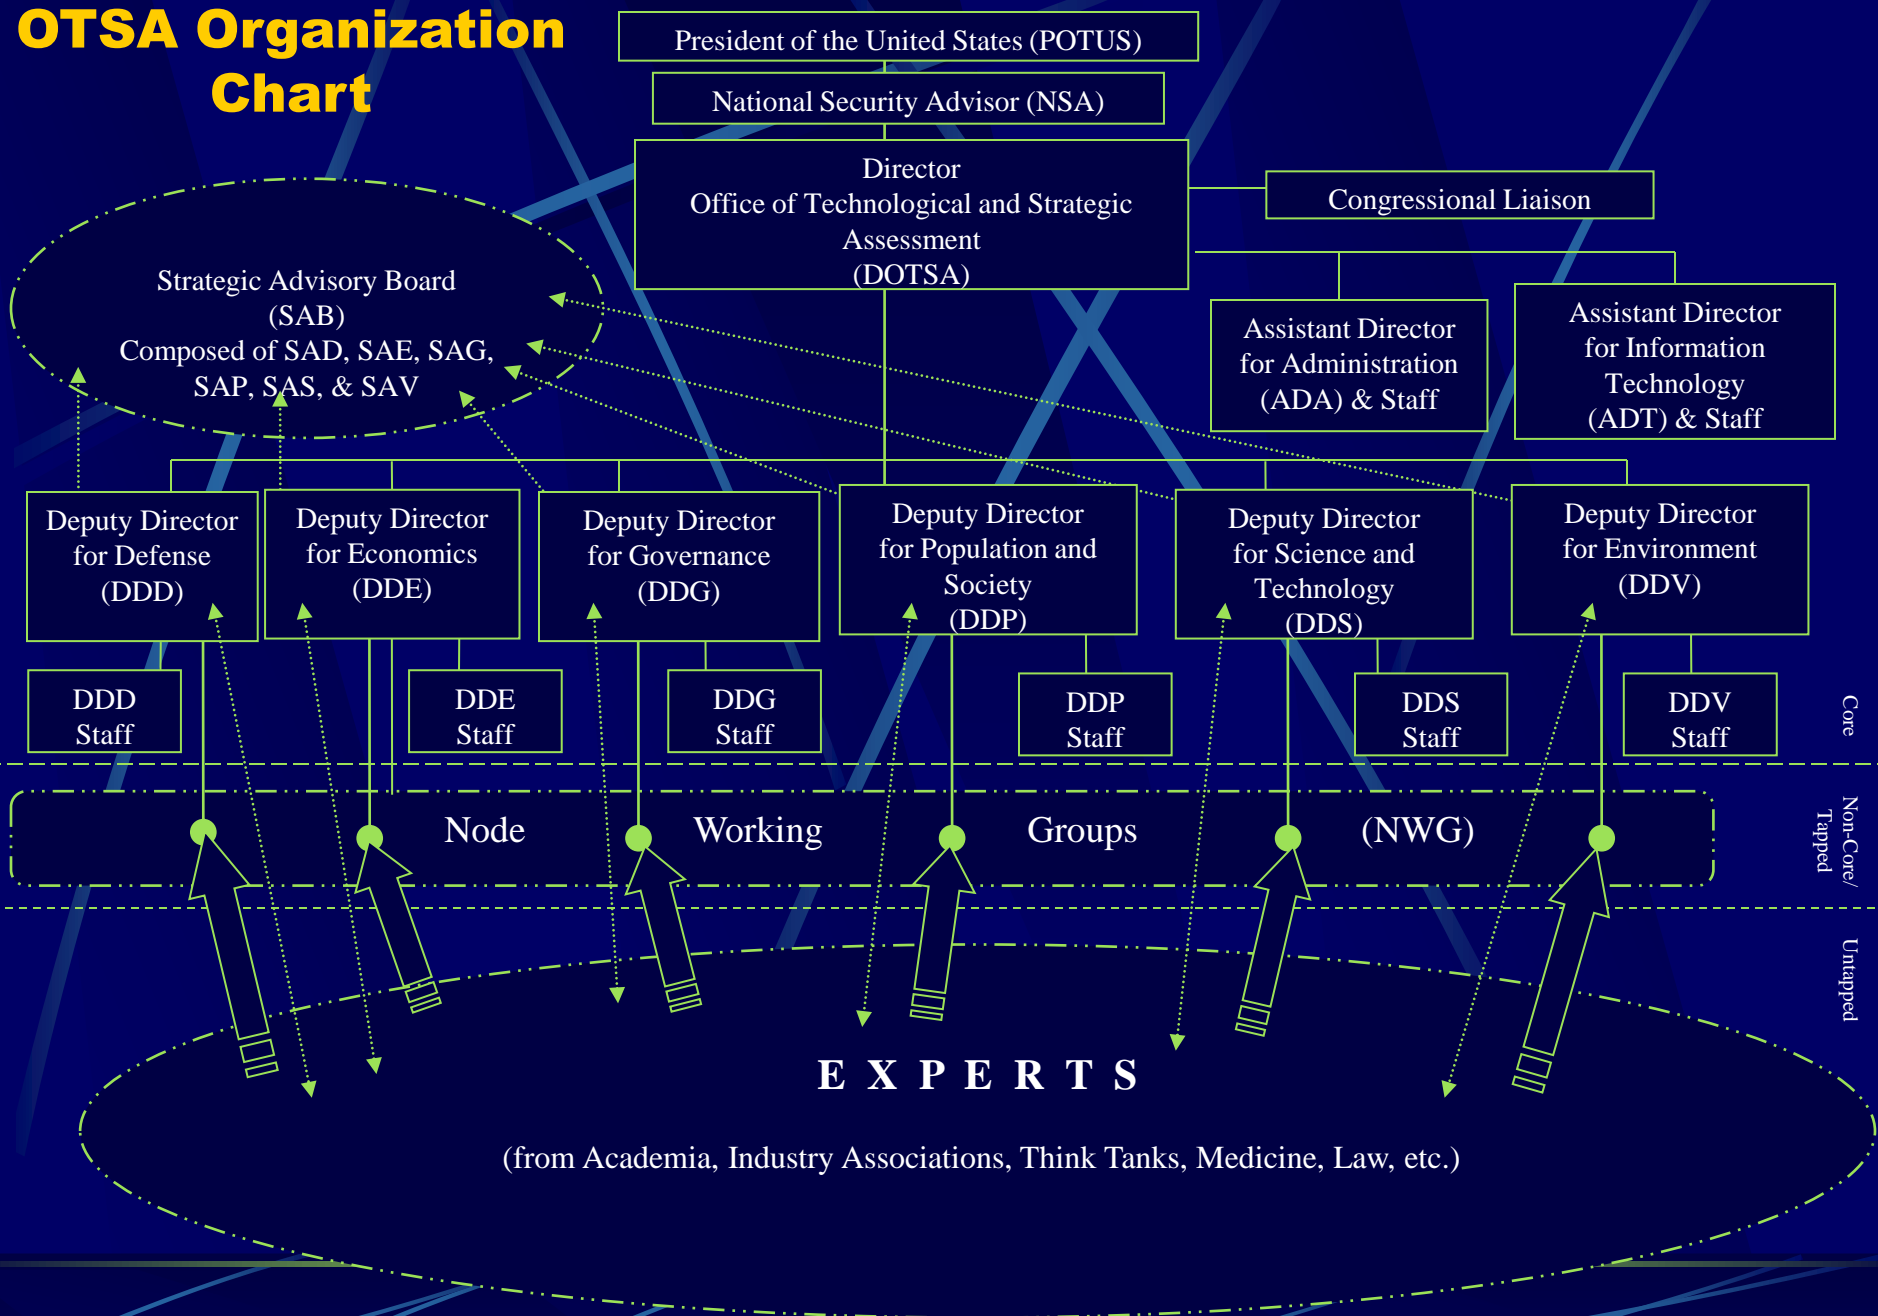 OTSA Organization
Chart
President of the United States (POTUS)
National Security Advisor (NSA)
Director
Office of Technological and Strategic
Assessment
(DOTSA)
Congressional Liaison
Strategic Advisory Board
(SAB)
Composed of SAD, SAE, SAG,
SAP, SAS, & SAV
Assistant Director
for Administration
(ADA) & Staff
Assistant Director
for Information
Technology
(ADT) & Staff
Deputy Director
for Defense
(DDD)
Deputy Director
for Economics
(DDE)
Deputy Director
for Governance
(DDG)
Deputy Director
for Population and
Society
(DDP)
Deputy Director
for Science and
Technology
(DDS)
Deputy Director
for Environment
(DDV)
DDD
Staff
DDE
Staff
DDG
Staff
DDP
Staff
DDS
Staff
DDV
Staff
Core
Node Working Groups (NWG)
Non-Core/
Tapped
Untapped
E X P E R T S
(from Academia, Industry Associations, Think Tanks, Medicine, Law, etc.)